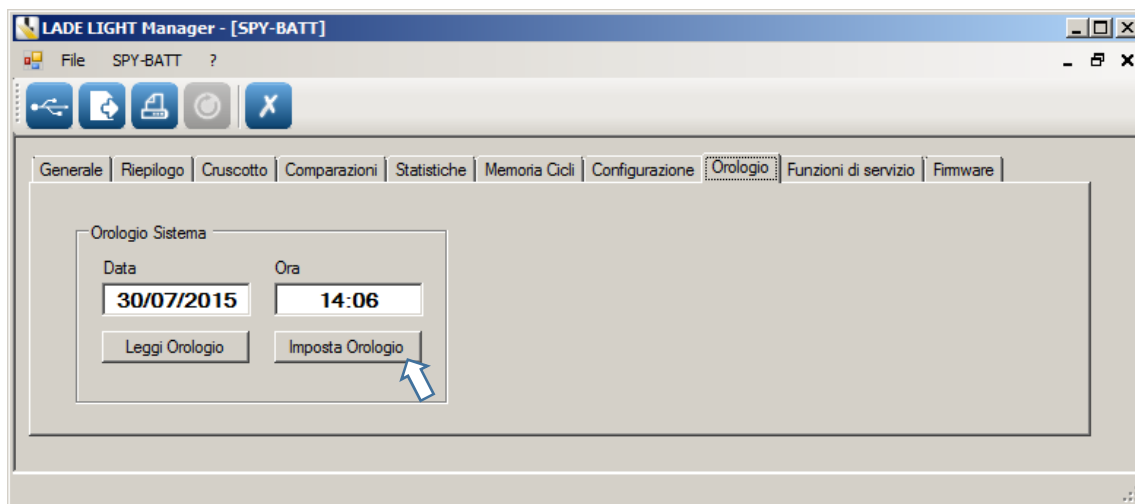 LADE LIGHT Manager - [SPY-BATT]
File SPY-BATT ?
Generale Riepilogo Cruscotto Comparazioni Statistiche Memoria Cicli Configurazione Orologio Funzioni di servizio Firmware
Orologio Sistema
Data Ora
30/07/2015 14:06
Leggi Orologio Imposta Orologio